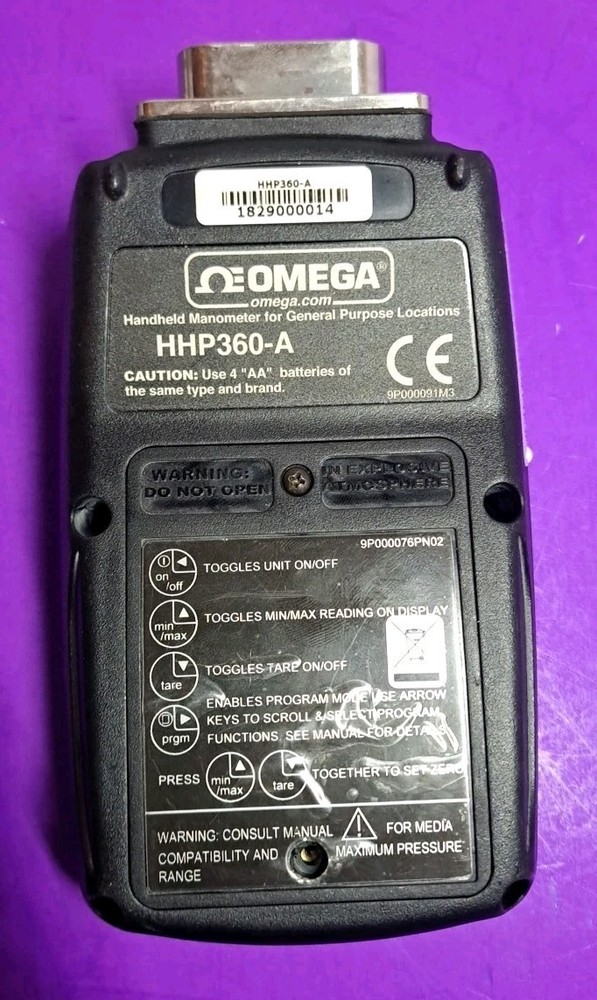 HHP360-A
1829000014
ΩE OMEGA®
omega.com
Handheld Manometer for General Purpose Locations
HHP360-A
CE
CAUTION: Use 4 "AA" batteries of
the same type and brand.
9P000091M3
WARNING: IN EXPLOSIVE
DO NOT OPEN ATMOSPHERE
9P000076PN02
on
/off
TOGGLES UNIT ON/OFF
min
/max
TOGGLES MIN/MAX READING ON DISPLAY
tare
TOGGLES TARE ON/OFF
prgm
ENABLES PROGRAM MODE USE ARROW
KEYS TO SCROLL & SELECT PROGRAM
FUNCTIONS. SEE MANUAL FOR DETAILS
PRESS min /max tare TOGETHER TO SET ZERO
WARNING: CONSULT MANUAL FOR MEDIA
COMPATIBILITY AND MAXIMUM PRESSURE
RANGE